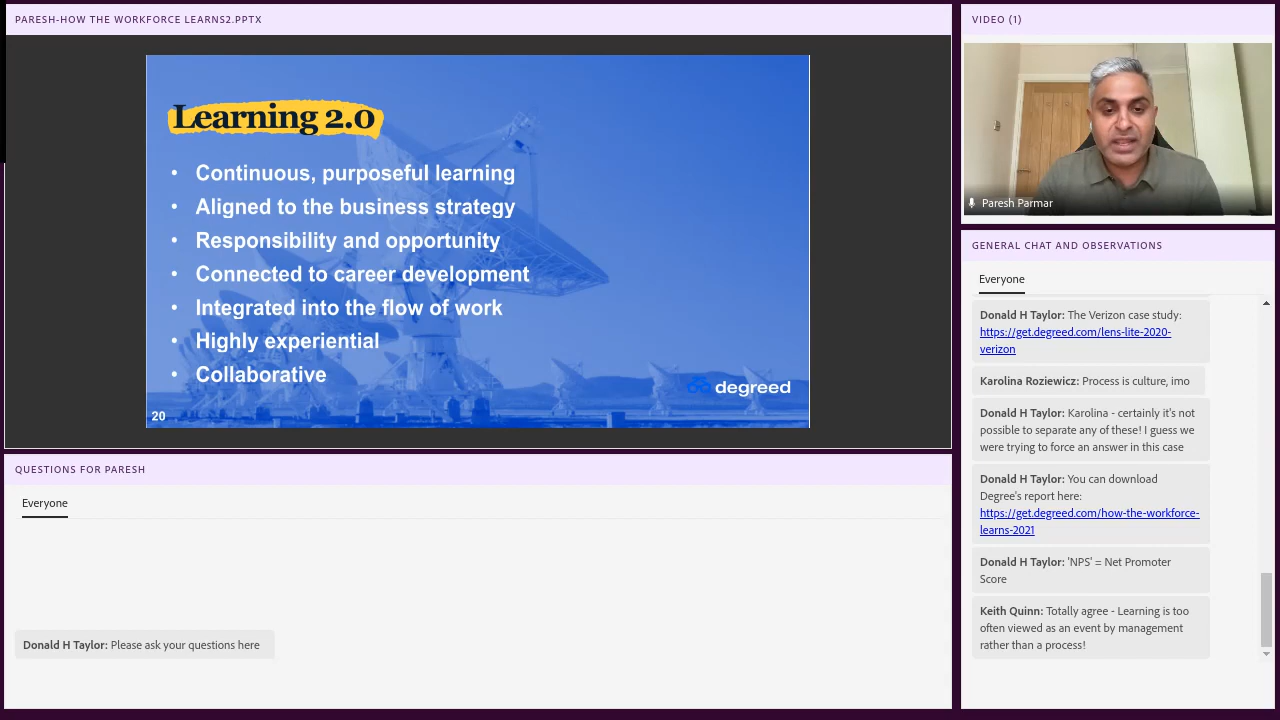 PARESH-HOW THE WORKFORCE LEARNS2.PPTX
Learning 2.0
• Continuous, purposeful learning
• Aligned to the business strategy
• Responsibility and opportunity
• Connected to career development
• Integrated into the flow of work
• Highly experiential
• Collaborative
degreed
20
VIDEO (1)
Paresh Parmar
GENERAL CHAT AND OBSERVATIONS
Everyone
Donald H Taylor: The Verizon case study:
https://get.degreed.com/lens-lite-2020-
verizon
Karolina Roziewicz: Process is culture, imo
Donald H Taylor: Karolina - certainly it's not
possible to separate any of these! I guess we
were trying to force an answer in this case
Donald H Taylor: You can download
Degree's report here:
https://get.degreed.com/how-the-workforce-
learns-2021
Donald H Taylor: 'NPS' = Net Promoter
Score
Keith Quinn: Totally agree - Learning is too
often viewed as an event by management
rather than a process!
QUESTIONS FOR PARESH
Everyone
Donald H Taylor: Please ask your questions here